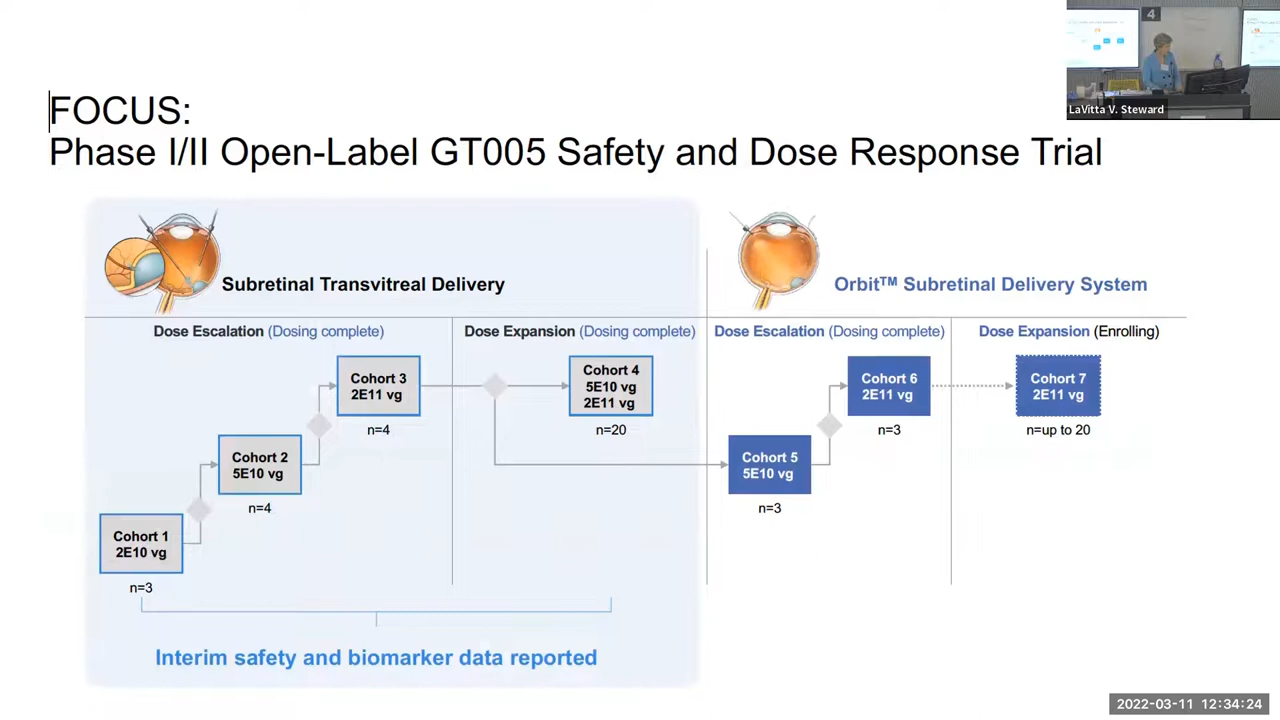 4
LaVitta V. Steward
FOCUS:
Phase I/II Open-Label GT005 Safety and Dose Response Trial
Subretinal Transvitreal Delivery
Orbit™ Subretinal Delivery System
Dose Escalation (Dosing complete)
Dose Expansion (Dosing complete)
Dose Escalation (Dosing complete)
Dose Expansion (Enrolling)
Cohort 1
2E10 vg
n=3
Cohort 2
5E10 vg
n=4
Cohort 3
2E11 vg
n=4
Cohort 4
5E10 vg
2E11 vg
n=20
Cohort 5
5E10 vg
n=3
Cohort 6
2E11 vg
n=3
Cohort 7
2E11 vg
n=up to 20
Interim safety and biomarker data reported
2022-03-11 12:34:24